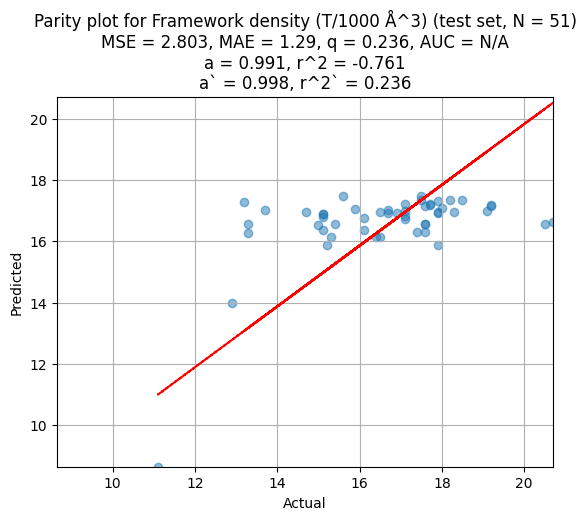 Parity plot for Framework density (T/1000 Å^3) (test set, N = 51)
MSE = 2.803, MAE = 1.29, q = 0.236, AUC = N/A
a = 0.991, r^2 = -0.761
a` = 0.998, r^2` = 0.236
20
18
16
14
12
10
Predicted
10 12 14 16 18 20
Actual